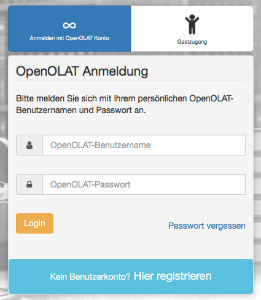 Anmelden mit OpenOLAT Konto
Gastzugang
OpenOLAT Anmeldung
Bitte melden Sie sich mit Ihrem persönlichen OpenOLAT-
Benutzernamen und Passwort an.
OpenOLAT-Benutzername
OpenOLAT-Passwort
Login
Passwort vergessen
Kein Benutzerkonto? Hier registrieren